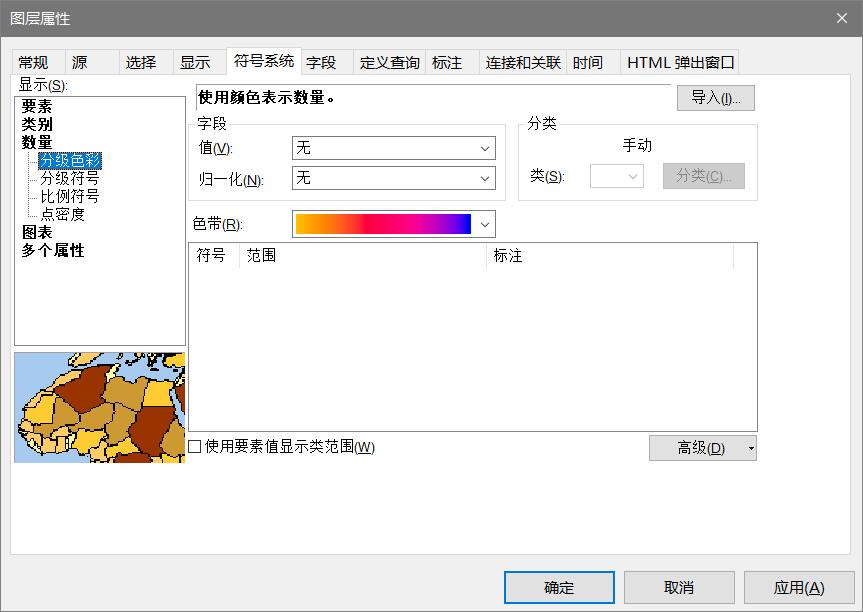 图层属性
常规 源 选择 显示 符号系统 字段 定义查询 标注 连接和关联 时间 HTML 弹出窗口
显示(S):
要素
类别
数量
分级色彩
分级符号
比例符号
点密度
图表
多个属性
使用颜色表示数量。
导入(I)...
字段
值(V): 无
归一化(N): 无
分类
手动
类(S): 分类(C)...
色带(R):
符号 范围 标注
使用要素值显示类范围(W)
高级(D)
确定 取消 应用(A)